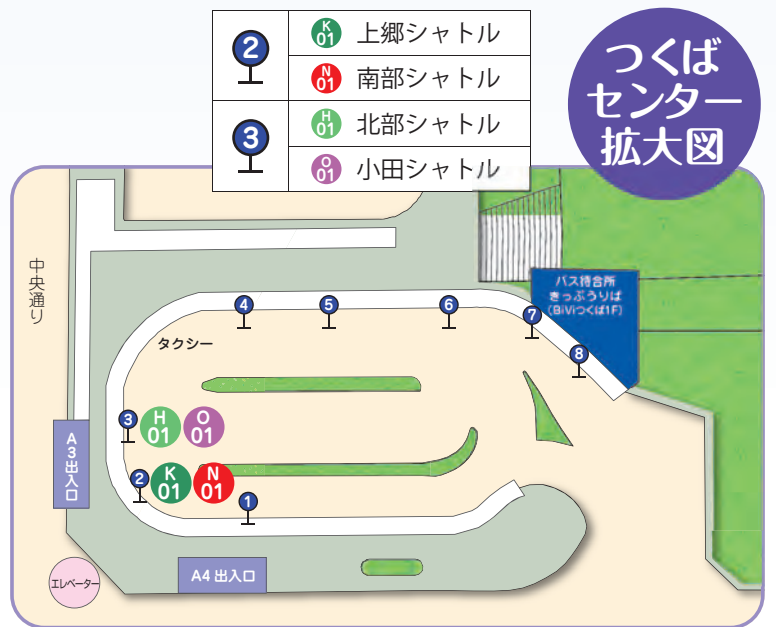 つくば
センター
拡大図
2
K
01
上郷シャトル
N
01
南部シャトル
3
H
01
北部シャトル
O
01
小田シャトル
中央通り
バス待合所
きっぷうりば
(BiViつくば1F)
4
5
6
7
8
タクシー
3
H
01
O
01
A3出入口
2
K
01
N
01
1
エレベーター
A4出入口